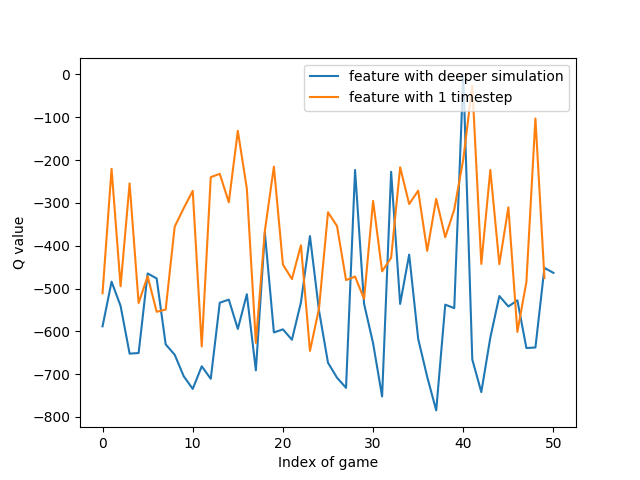 feature with deeper simulation
feature with 1 timestep
0
−100
−200
−300
−400
−500
−600
−700
−800
Q value
0 10 20 30 40 50
Index of game